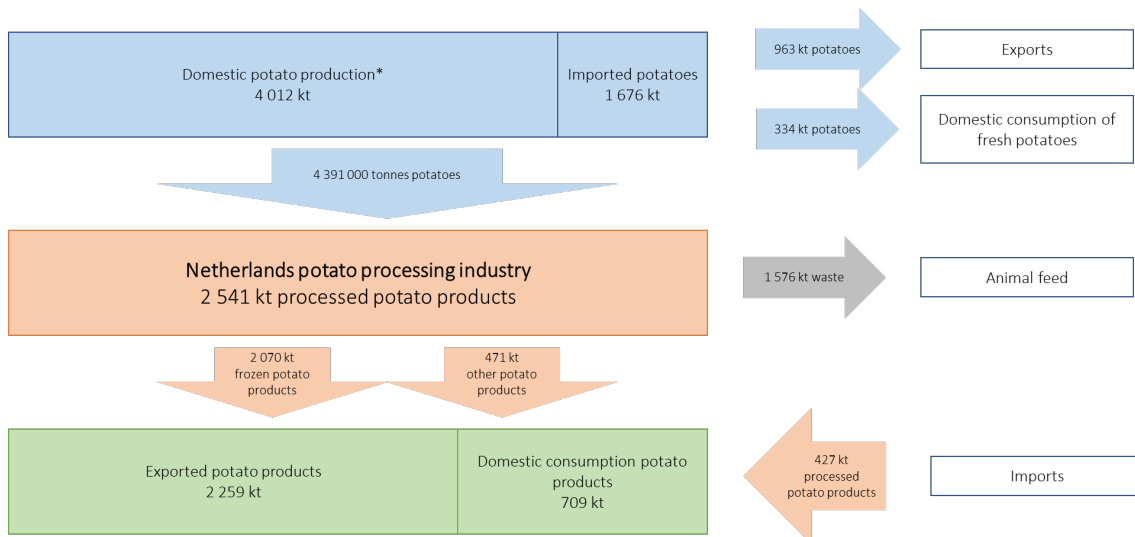 Domestic potato production*
4 012 kt
Imported potatoes
1 676 kt
963 kt potatoes
Exports
334 kt potatoes
Domestic consumption of
fresh potatoes
4 391 000 tonnes potatoes
Netherlands potato processing industry
2 541 kt processed potato products
1 576 kt waste
Animal feed
2 070 kt
frozen potato
products
471 kt
other potato
products
Exported potato products
2 259 kt
Domestic consumption potato
products
709 kt
427 kt
processed
potato products
Imports